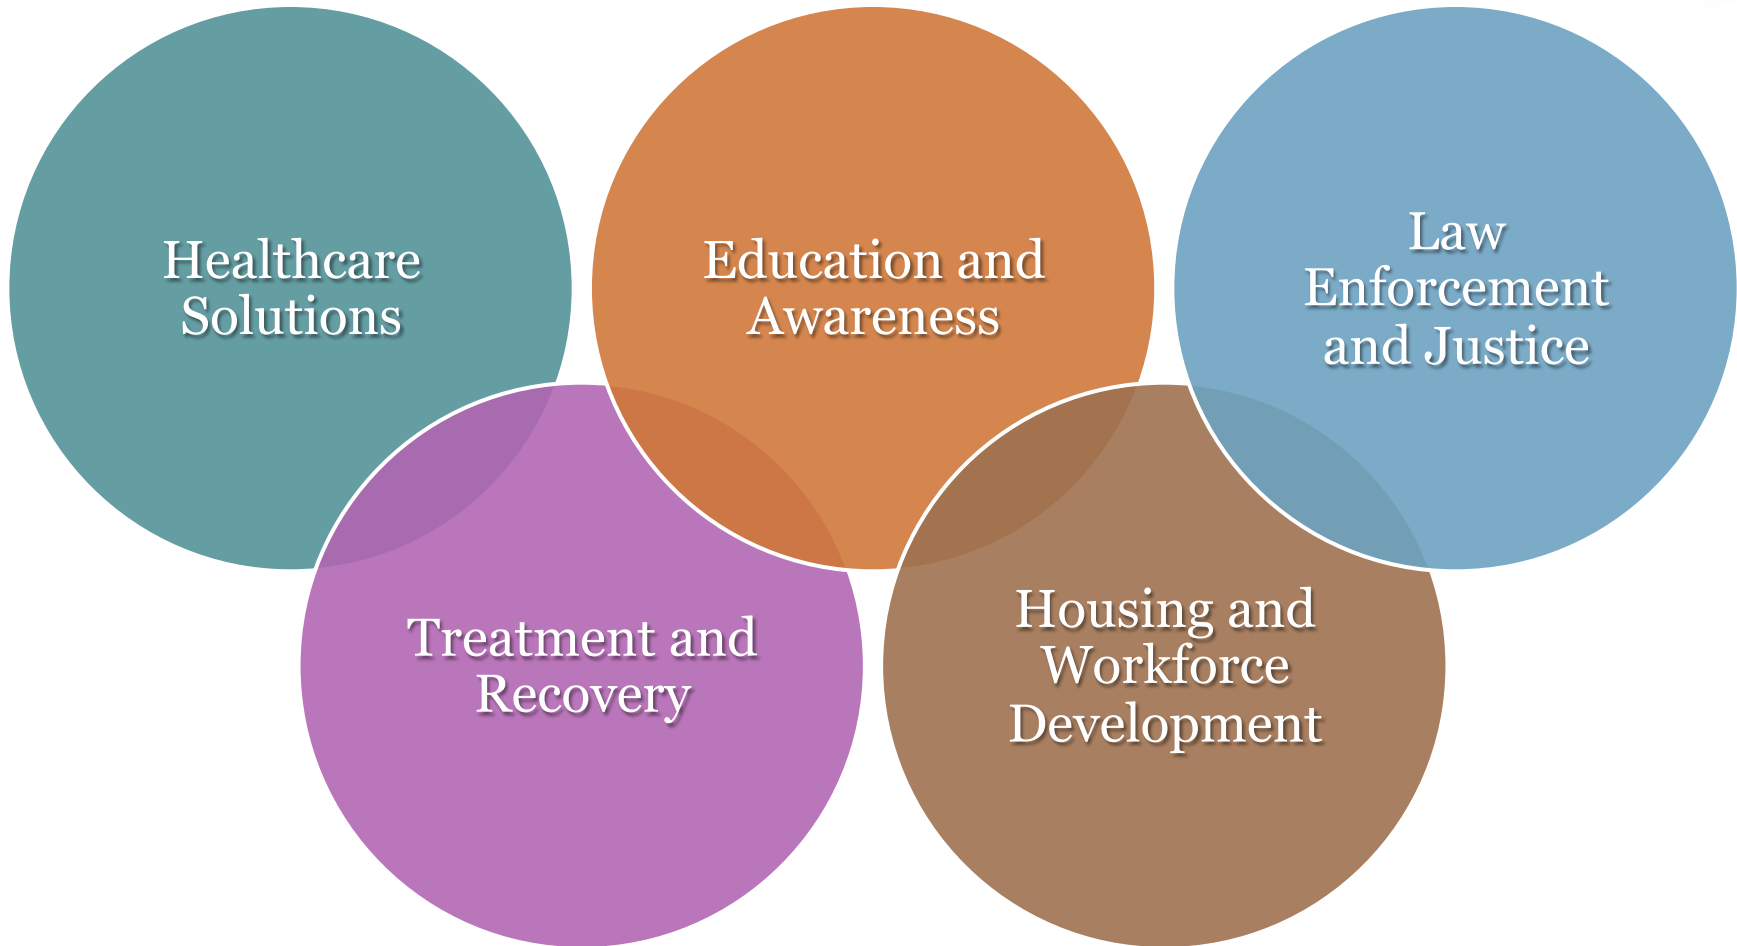 Healthcare
Solutions
Education and
Awareness
Law
Enforcement
and Justice
Treatment and
Recovery
Housing and
Workforce
Development